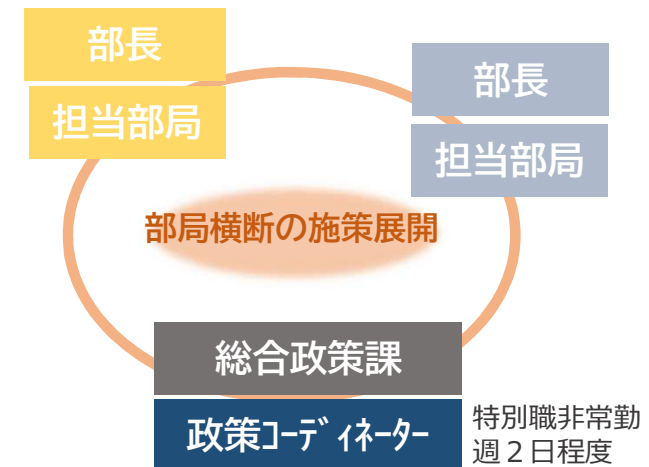 部長
担当部局
部長
担当部局
部局横断の施策展開
総合政策課
政策ｺｰﾃﾞｨﾈｰﾀｰ
特別職非常勤
週２日程度